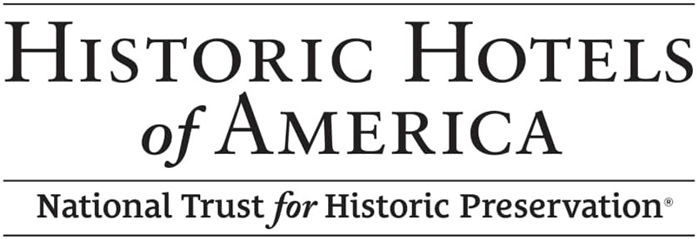 HISTORIC HOTELS
of AMERICA
National Trust for Historic Preservation®